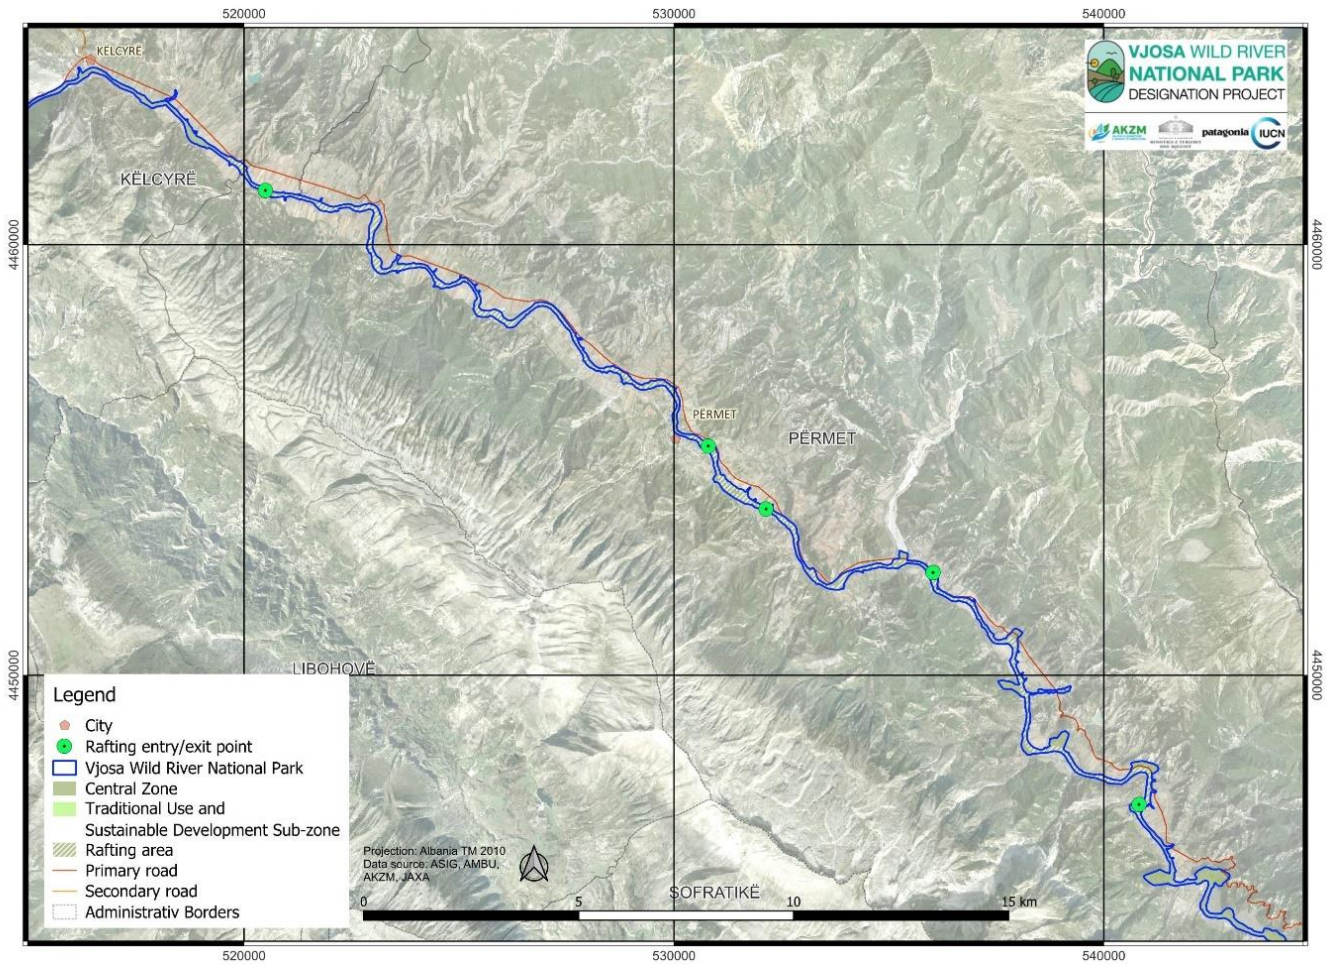 520000
530000
540000
KËLCYRË
VJOSA WILD RIVER
NATIONAL PARK
DESIGNATION PROJECT
AKZM
patagonia
IUCN
KËLCYRË
4460000
4460000
PËRMET
PËRMET
4450000
4450000
LIBOHOVË
Legend
City
Rafting entry/exit point
Vjosa Wild River National Park
Central Zone
Traditional Use and
Sustainable Development Sub-zone
Rafting area
Primary road
Secondary road
Administrativ Borders
Projection: Albania TM 2010
Data source: ASIG, AMBU,
AKZM, JAXA
SOFRATIKË
0
5
10
15 km
520000
530000
540000